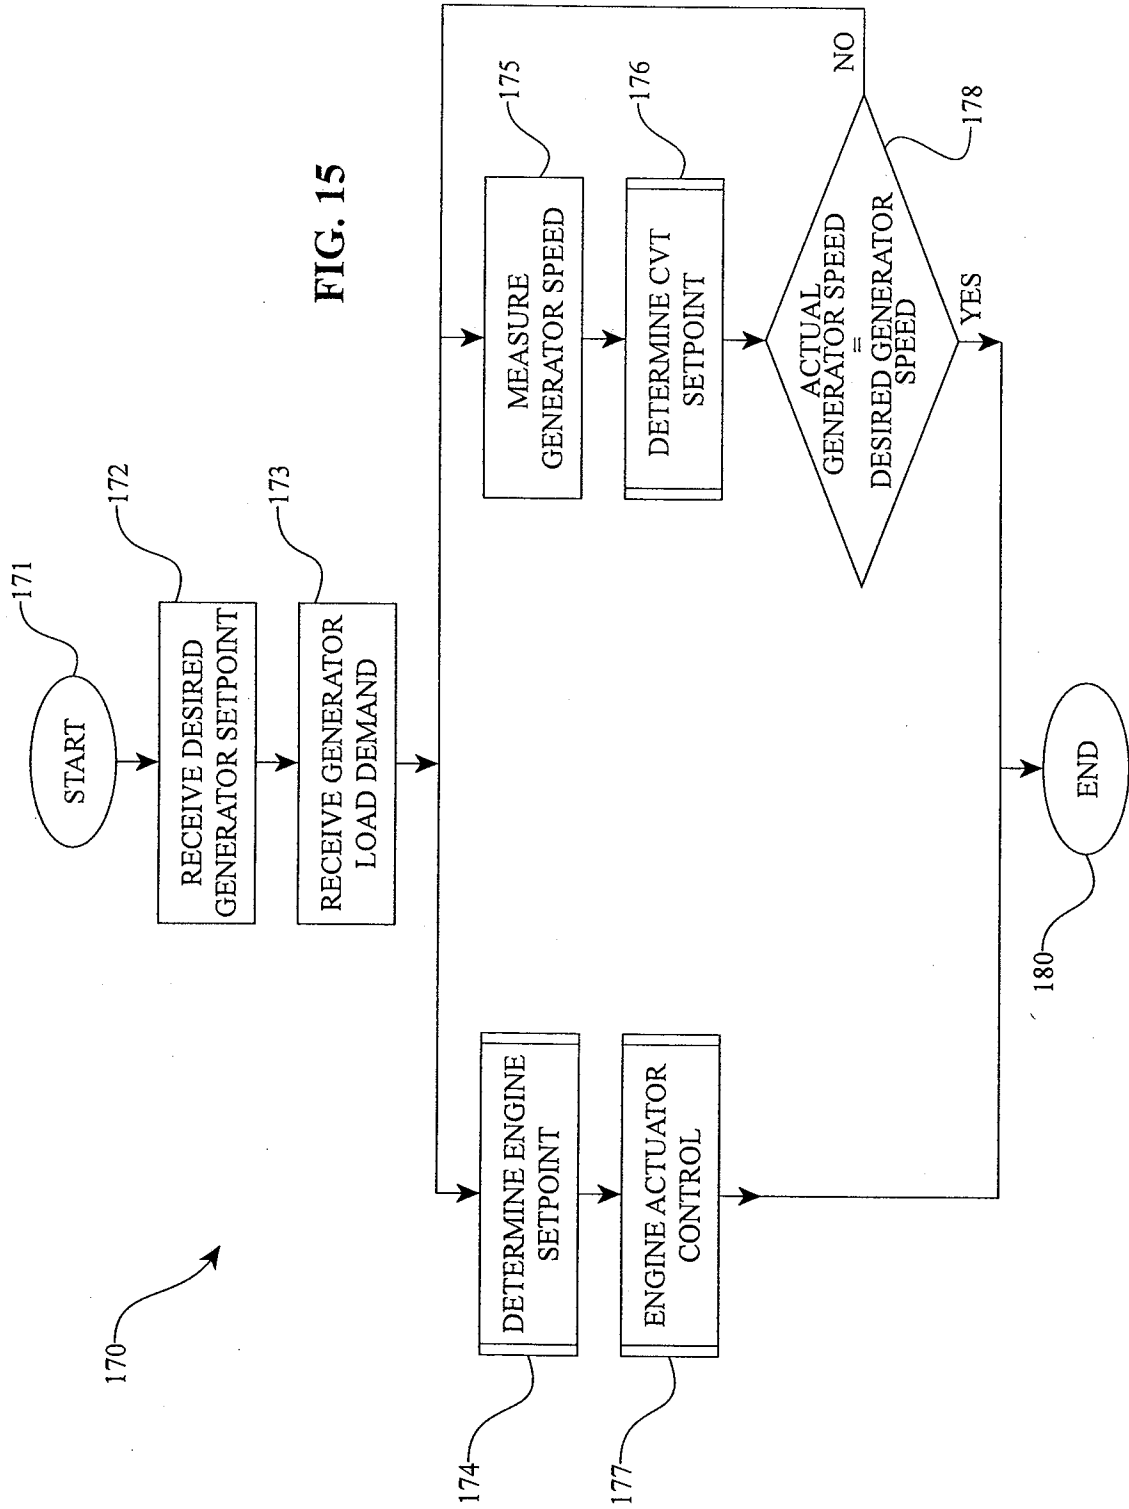 FIG. 15
170
171
START
172
RECEIVE DESIRED
GENERATOR SETPOINT
173
RECEIVE GENERATOR
LOAD DEMAND
174
DETERMINE ENGINE
SETPOINT
177
ENGINE ACTUATOR
CONTROL
175
MEASURE
GENERATOR SPEED
176
DETERMINE CVT
SETPOINT
178
ACTUAL
GENERATOR SPEED
=
DESIRED GENERATOR
SPEED
NO
YES
180
END